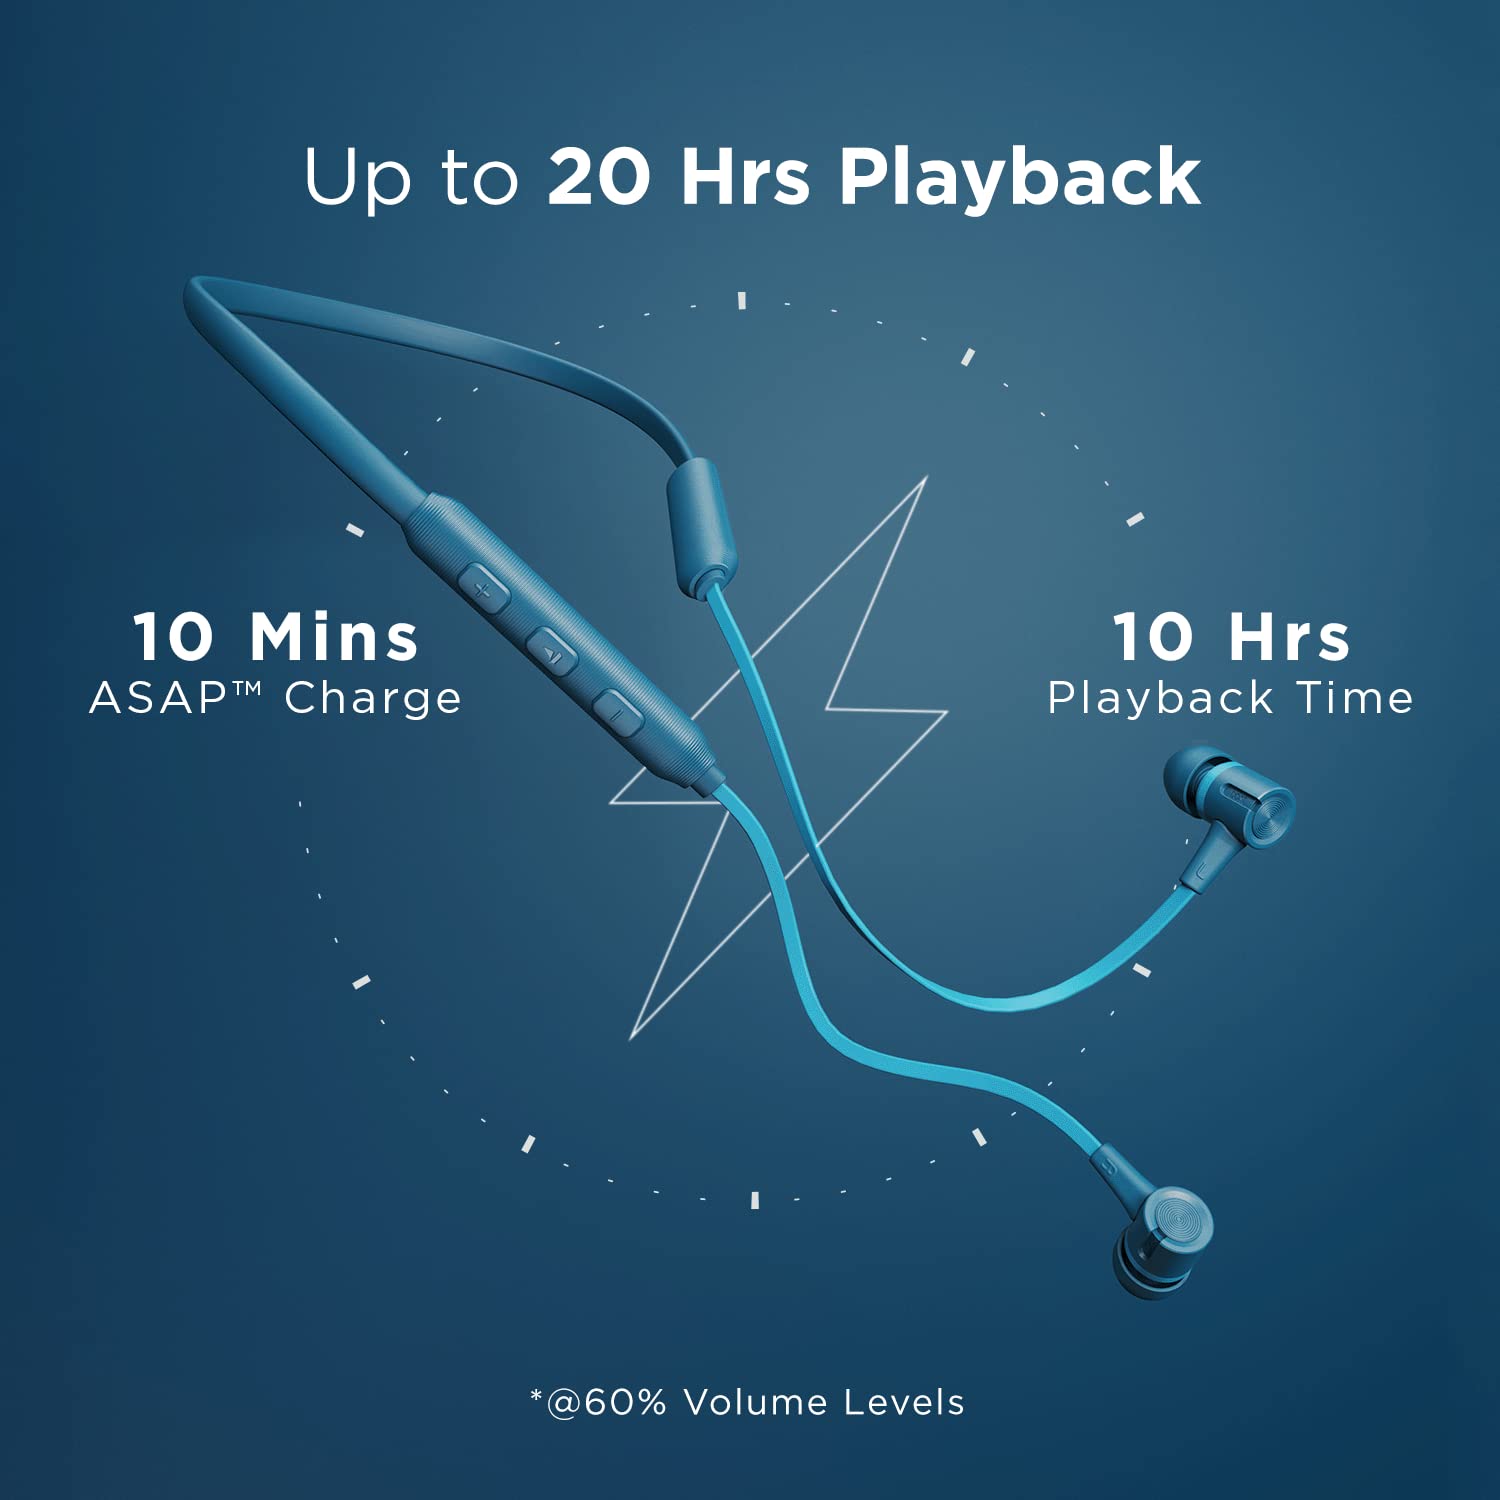 Up to 20 Hrs Playback
10 Mins
ASAP™ Charge
10 Hrs
Playback Time
+
-
L
*@60% Volume Levels